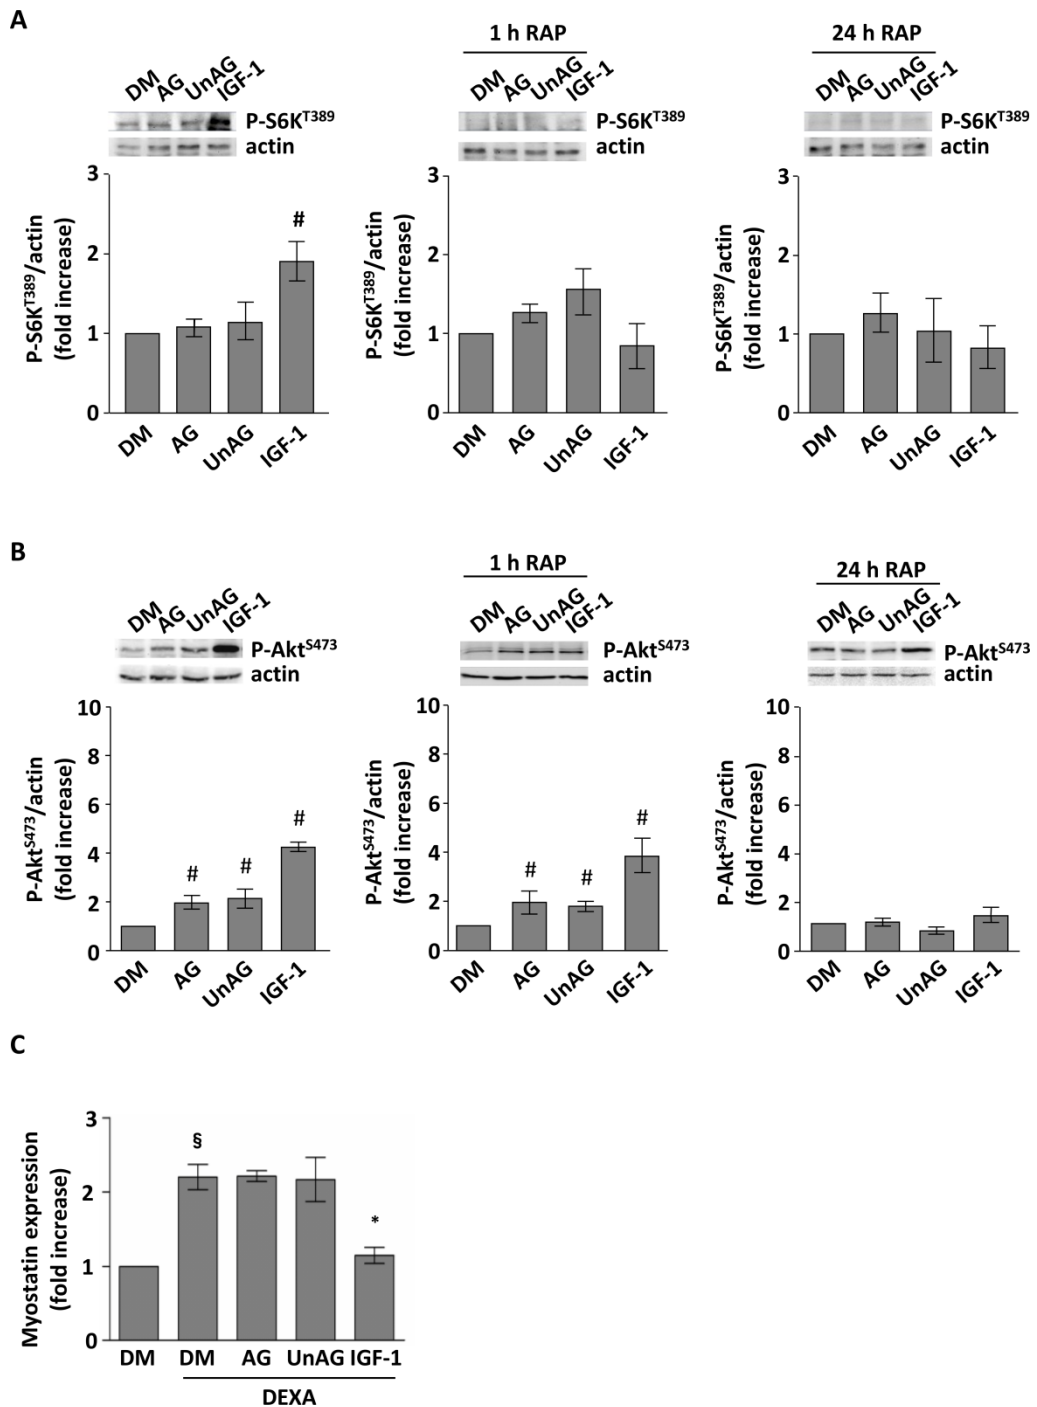 A
1 h RAP
24 h RAP
DM AG UnAG IGF-1
DM AG UnAG IGF-1
DM AG UnAG IGF-1
P-S6K^T389
actin
P-S6K^T389
actin
P-S6K^T389
actin
P-S6K^T389/actin
(fold increase)
3
2
1
0
#
DM AG UnAG IGF-1
P-S6K^T389/actin
(fold increase)
3
2
1
0
DM AG UnAG IGF-1
P-S6K^T389/actin
(fold increase)
3
2
1
0
DM AG UnAG IGF-1
B
1 h RAP
24 h RAP
DM AG UnAG IGF-1
DM AG UnAG IGF-1
DM AG UnAG IGF-1
P-Akt^S473
actin
P-Akt^S473
actin
P-Akt^S473
actin
P-Akt^S473/actin
(fold increase)
10
8
6
4
2
0
# # #
DM AG UnAG IGF-1
P-Akt^S473/actin
(fold increase)
10
8
6
4
2
0
# # #
DM AG UnAG IGF-1
P-Akt^S473/actin
(fold increase)
10
8
6
4
2
0
DM AG UnAG IGF-1
C
Myostatin expression
(fold increase)
3
2
1
0
§
*
DM DM AG UnAG IGF-1
DEXA